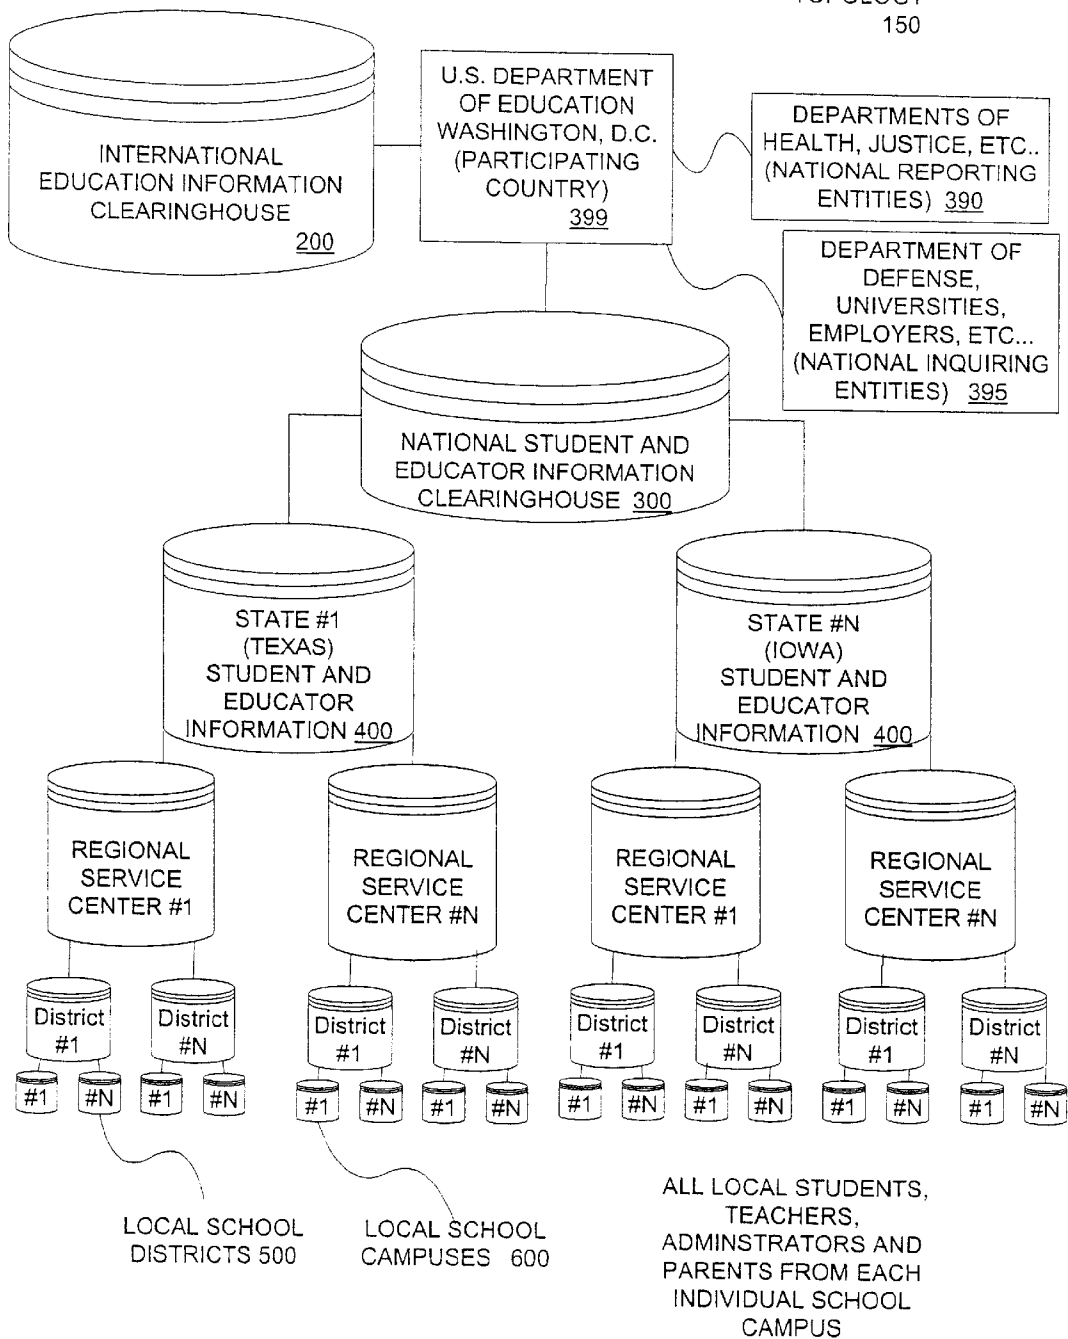 150
INTERNATIONAL
EDUCATION INFORMATION
CLEARINGHOUSE
200
U.S. DEPARTMENT
OF EDUCATION
WASHINGTON, D.C.
(PARTICIPATING
COUNTRY)
399
DEPARTMENTS OF
HEALTH, JUSTICE, ETC..
(NATIONAL REPORTING
ENTITIES) 390
DEPARTMENT OF
DEFENSE,
UNIVERSITIES,
EMPLOYERS, ETC...
(NATIONAL INQUIRING
ENTITIES) 395
NATIONAL STUDENT AND
EDUCATOR INFORMATION
CLEARINGHOUSE 300
STATE #1
(TEXAS)
STUDENT AND
EDUCATOR
INFORMATION 400
STATE #N
(IOWA)
STUDENT AND
EDUCATOR
INFORMATION 400
REGIONAL
SERVICE
CENTER #1
REGIONAL
SERVICE
CENTER #N
REGIONAL
SERVICE
CENTER #1
REGIONAL
SERVICE
CENTER #N
District
#1
District
#N
District
#1
District
#N
District
#1
District
#N
District
#1
District
#N
#1
#N
#1
#N
#1
#N
#1
#N
#1
#N
#1
#N
#1
#N
#1
#N
LOCAL SCHOOL
DISTRICTS 500
LOCAL SCHOOL
CAMPUSES 600
ALL LOCAL STUDENTS,
TEACHERS,
ADMINSTRATORS AND
PARENTS FROM EACH
INDIVIDUAL SCHOOL
CAMPUS